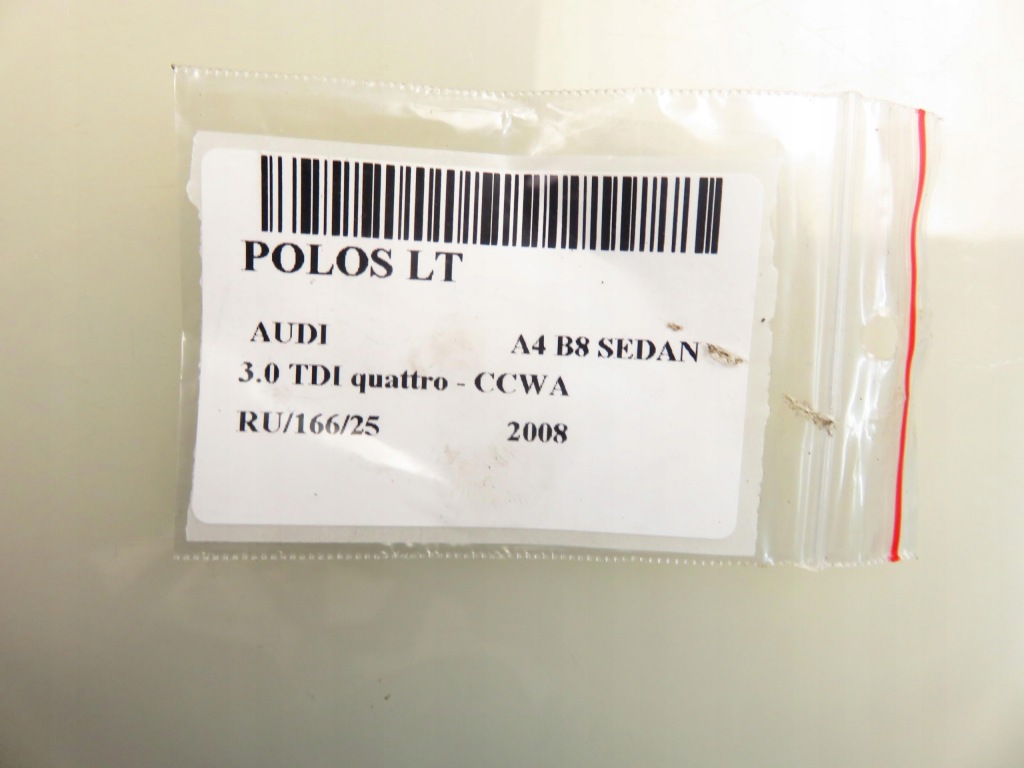 POLOS LT
AUDI A4 B8 SEDAN
3.0 TDI quattro - CCWA
RU/166/25 2008